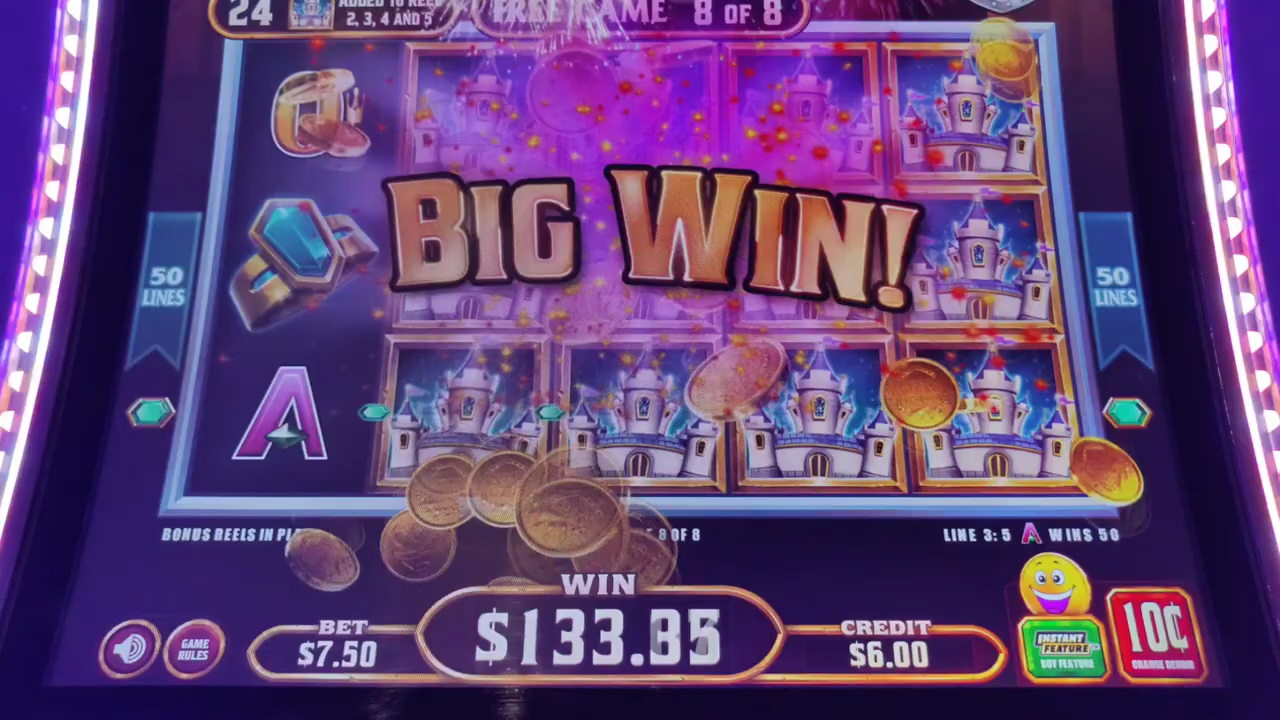 24
ADDED TO REEL
2, 3, 4 AND 5
FREE GAME 8 OF 8
BIG WIN!
50
LINES
50
LINES
A
BONUS REELS IN
8 OF 8
LINE 3: 5 A WINS 50
WIN
BET
$7.50
CREDIT
$6.00
GAME
RULES
INSTANT
FEATURE
BUY FEATURE
10¢
CHANGE DENOM